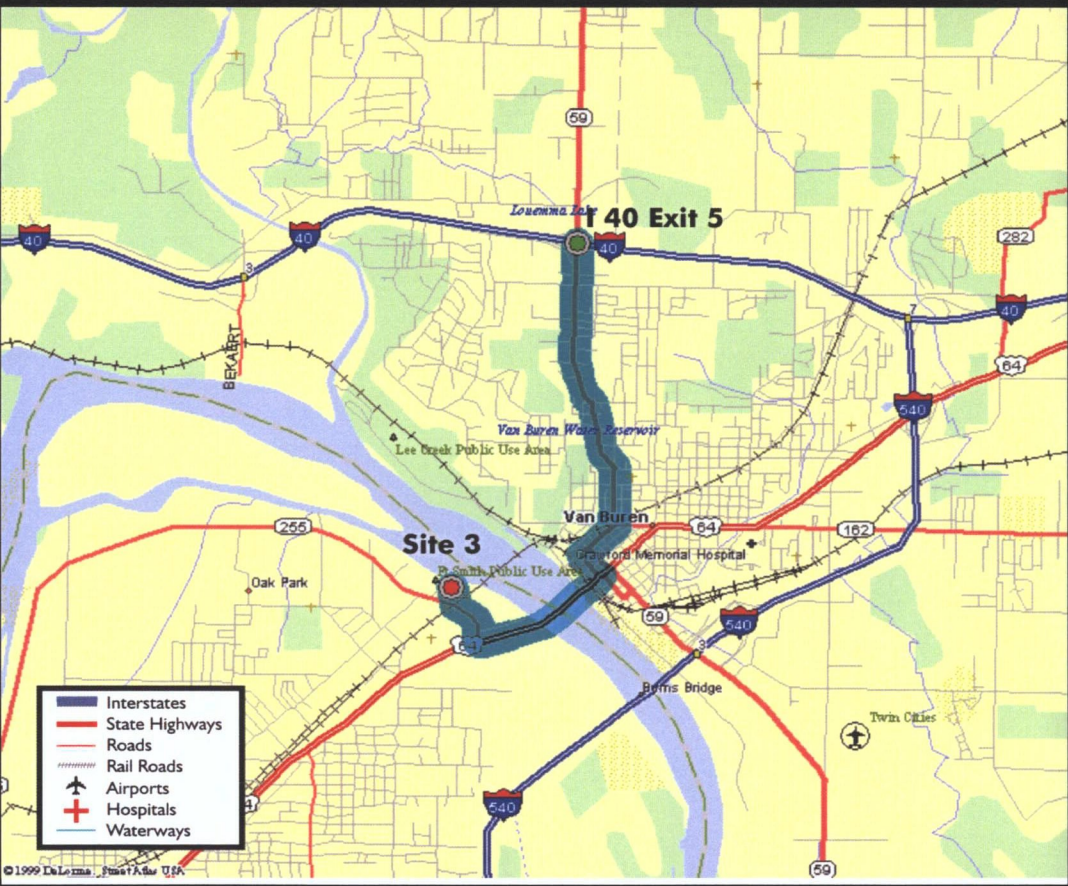 59
Louemma Lake
I 40 Exit 5
40
40
40
282
3
7
40
BEKAERT
64
540
Van Buren Water Reservoir
Lee Creek Public Use Area
Van Buren
64
162
255
Site 3
Crawford Memorial Hospital
Ft Smith Public Use Area
Oak Park
59
540
64
3
Byrns Bridge
Twin Cities
Interstates
State Highways
Roads
Rail Roads
Airports
Hospitals
Waterways
540
59
©1999 DeLorme. Street Atlas USA